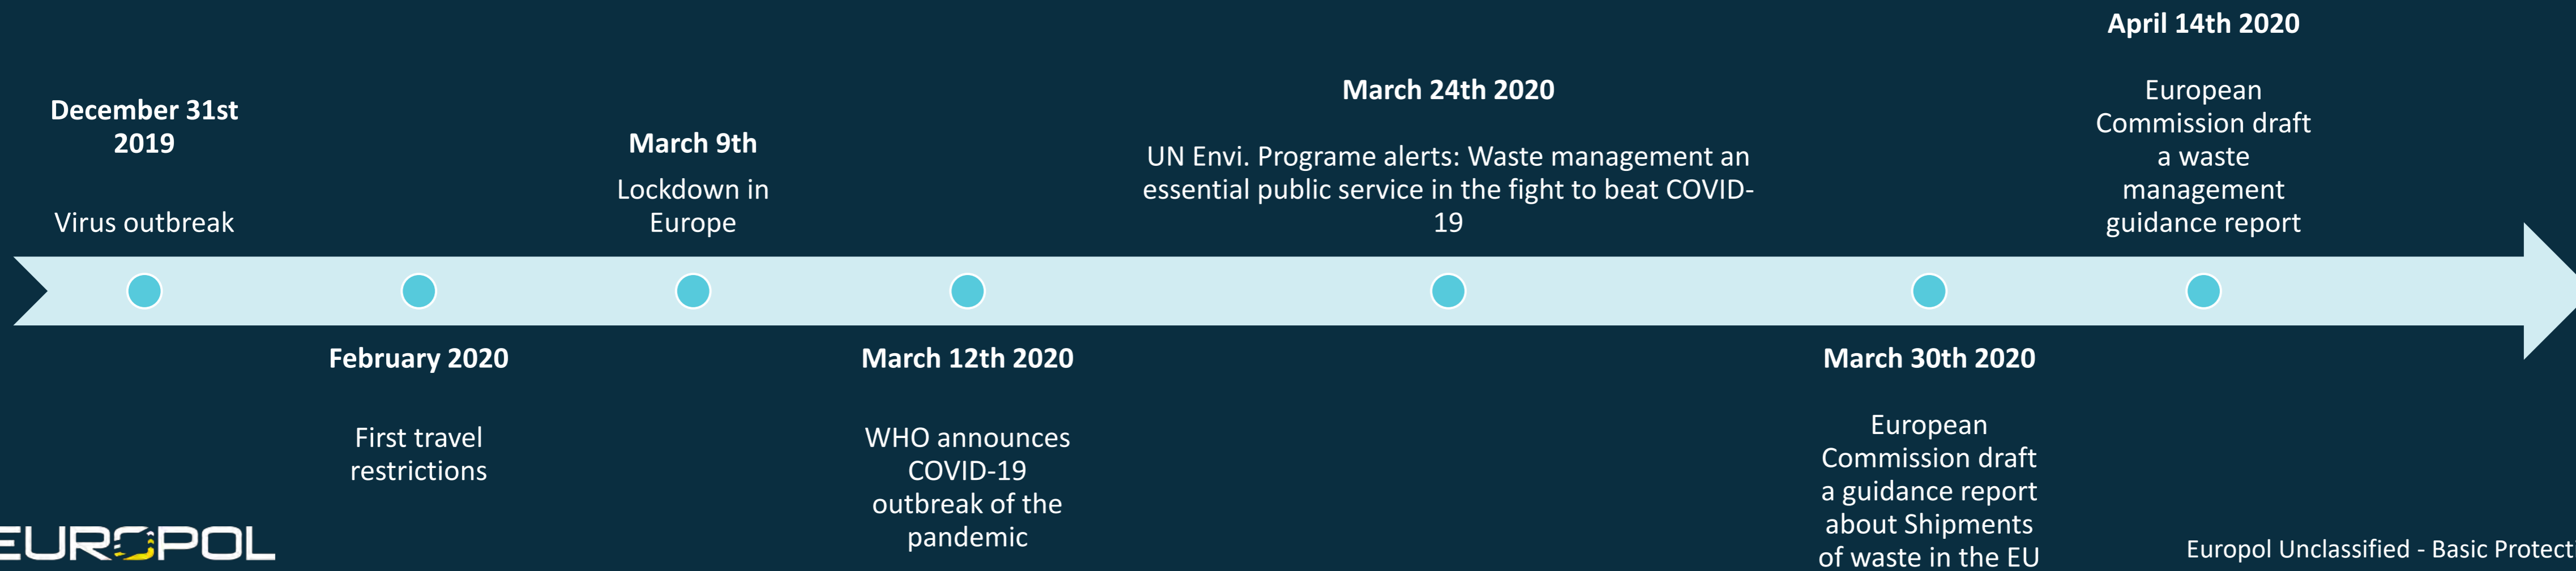 December 31st
2019
Virus outbreak
February 2020
First travel
restrictions
March 9th
Lockdown in
Europe
March 12th 2020
WHO announces
COVID-19
outbreak of the
pandemic
March 24th 2020
UN Envi. Programe alerts: Waste management an
essential public service in the fight to beat COVID-
19
March 30th 2020
European
Commission draft
a guidance report
about Shipments
of waste in the EU
April 14th 2020
European
Commission draft
a waste
management
guidance report
EUROPOL
Europol Unclassified - Basic Protect